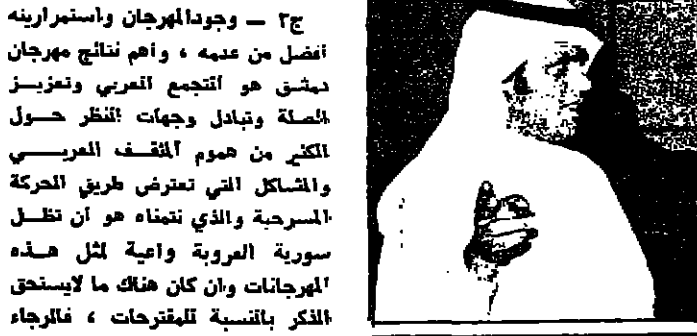 ج٢ — وجود المهرجان واستمراريته
أفضل من عدمه ، وأهم نتائج مهرجان
دمشق هو التجمع العربي وتعزيز
الصلة وتبادل وجهات النظر حول
الكثير من هموم المثقف العربي
والمشاكل التي تعترض طريق الحركة
المسرحية والذي نتمناه هو أن تظل
سورية العروبة واعية لمثل هذه
المهرجانات وان كان هناك ما لايستحق
الذكر بالنسبة للمقترحات ، فالرجاء